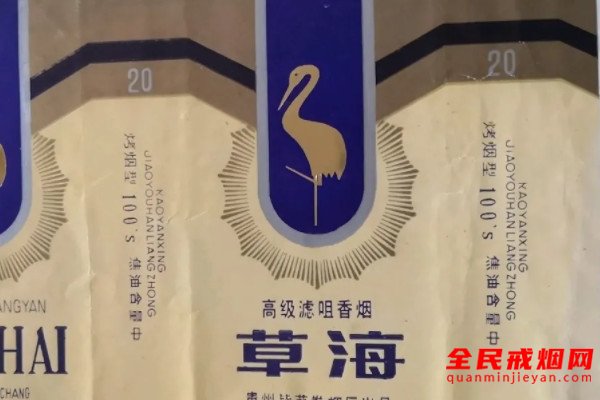 20
烤烟型 100's 焦油含量中
KAOYANXING
JIAOYOUHANLIANGZHONG
ANGYAN
HAI
CHANG
高级滤咀香烟
草海
贵州
20
烤烟型 100's 焦油含量中
KAOYANXING
JIAOYOUHANLIANGZHONG
全民戒烟网
quanminjieyan.com